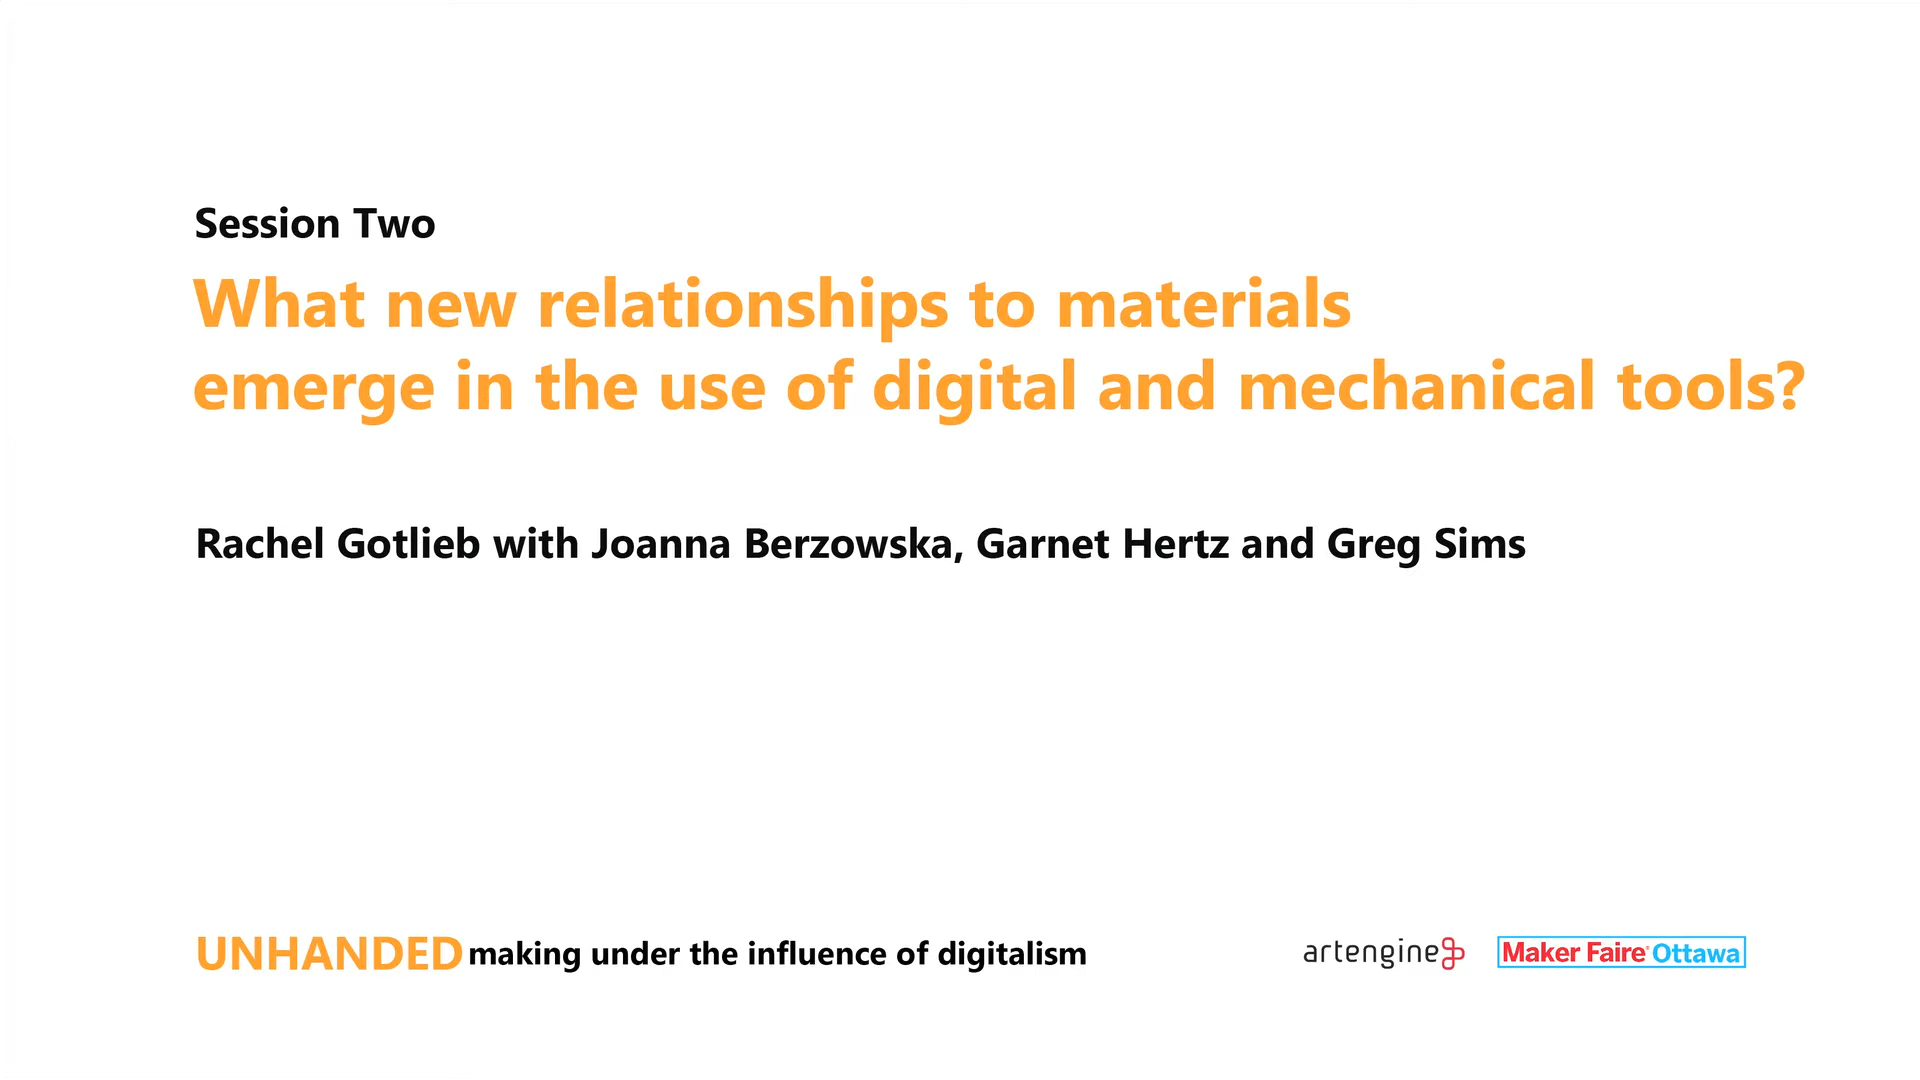 Session Two
What new relationships to materials
emerge in the use of digital and mechanical tools?
Rachel Gotlieb with Joanna Berzowska, Garnet Hertz and Greg Sims
UNHANDED making under the influence of digitalism
artengine
Maker Faire® Ottawa